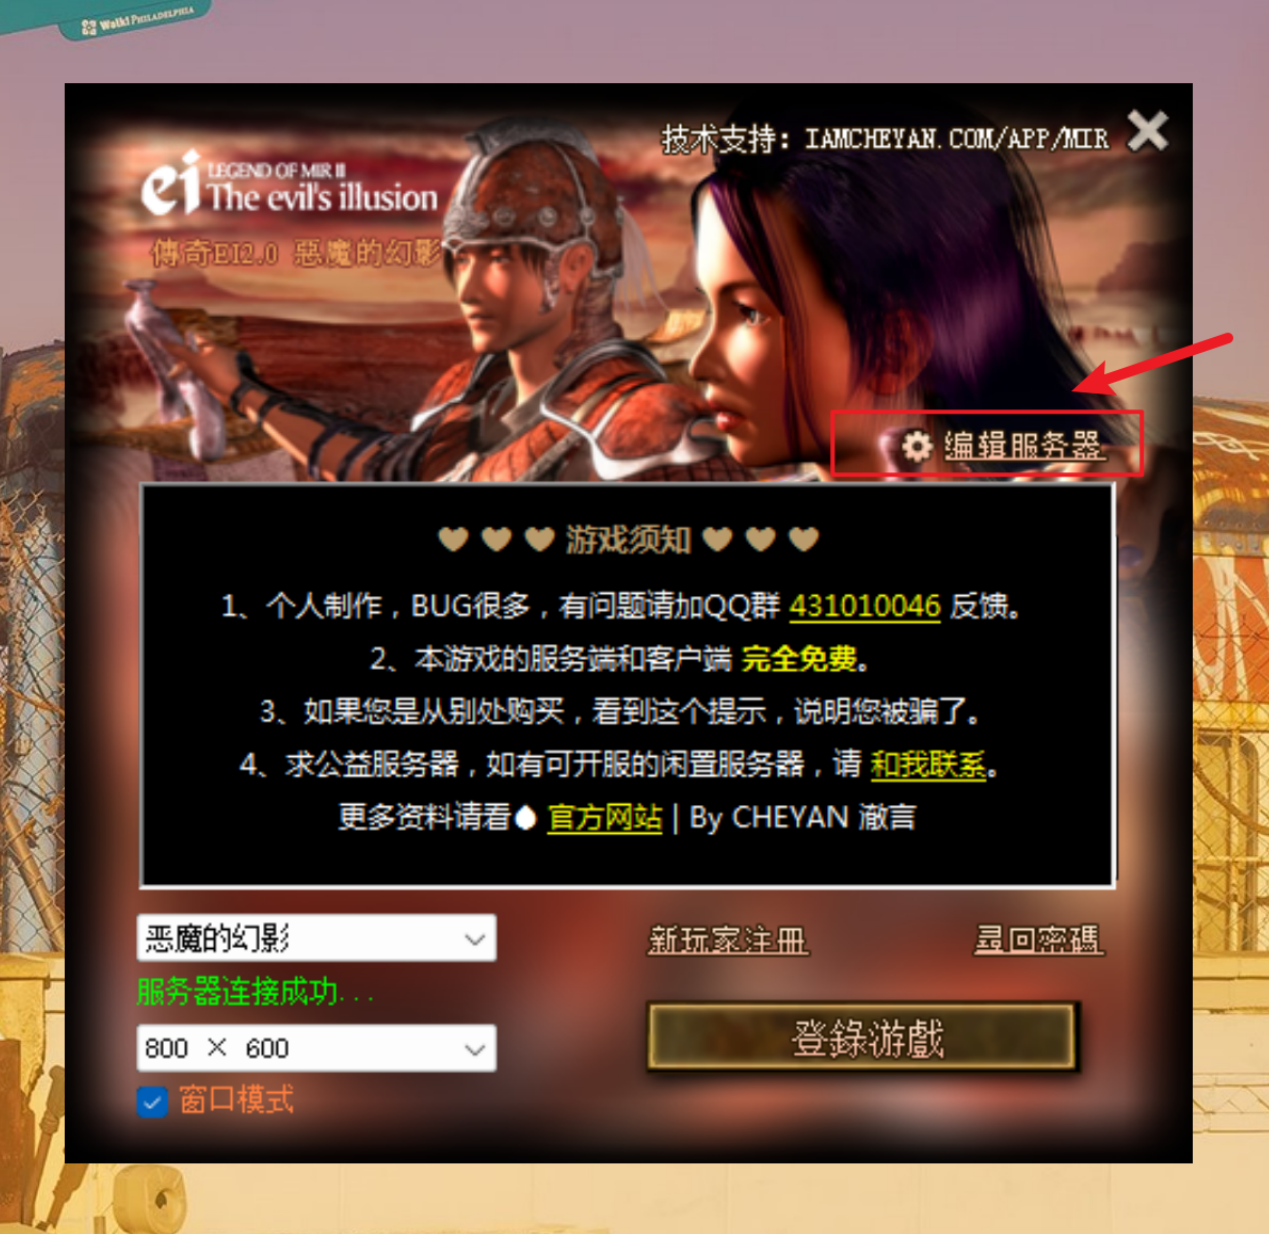 Walk! PHILADELPHIA
技术支持：IAMCHEYAN.COM/APP/MIR
ei LEGEND OF MIR II
The evil's illusion
傳奇EI2.0 惡魔的幻影
编辑服务器
游戏须知
1、个人制作，BUG很多，有问题请加QQ群 431010046 反馈。
2、本游戏的服务端和客户端 完全免费。
3、如果您是从别处购买，看到这个提示，说明您被骗了。
4、求公益服务器，如有可开服的闲置服务器，请 和我联系。
更多资料请看 官方网站 | By CHEYAN 澈言
恶魔的幻影
新玩家注冊
尋回密碼
服务器连接成功...
800 × 600
登錄游戲
窗口模式